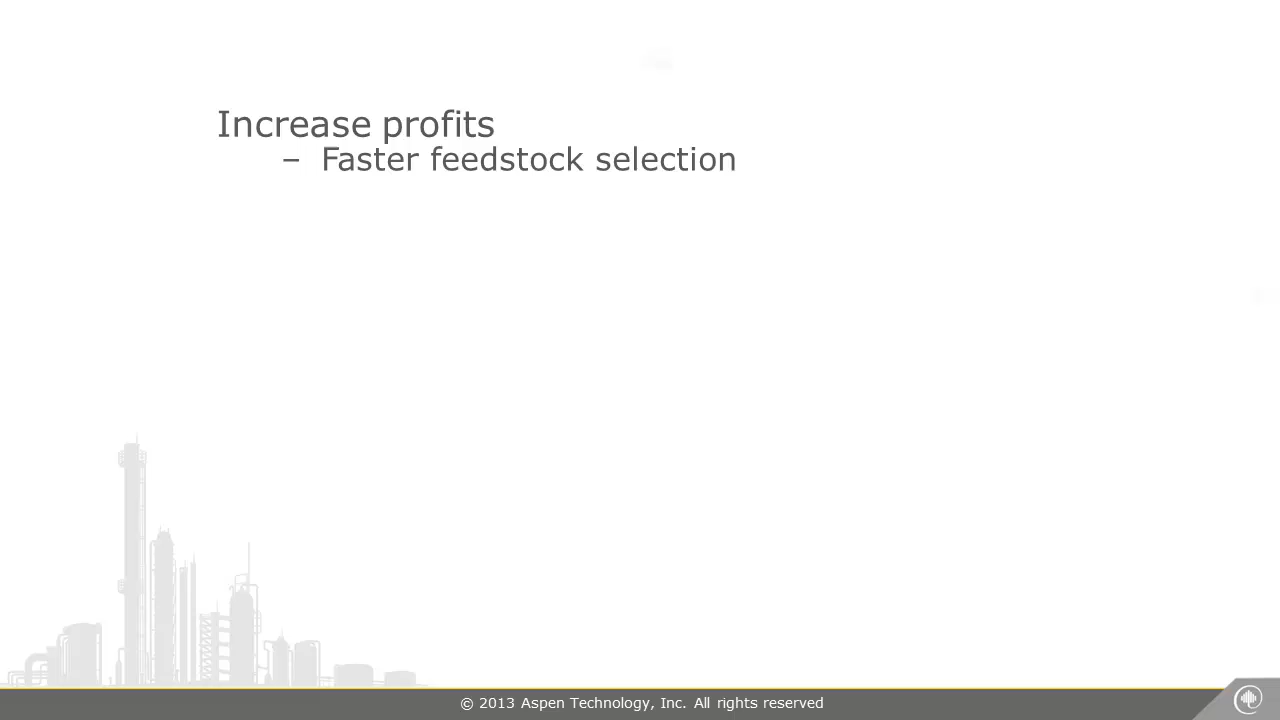 Increase profits
– Faster feedstock selection
© 2013 Aspen Technology, Inc. All rights reserved